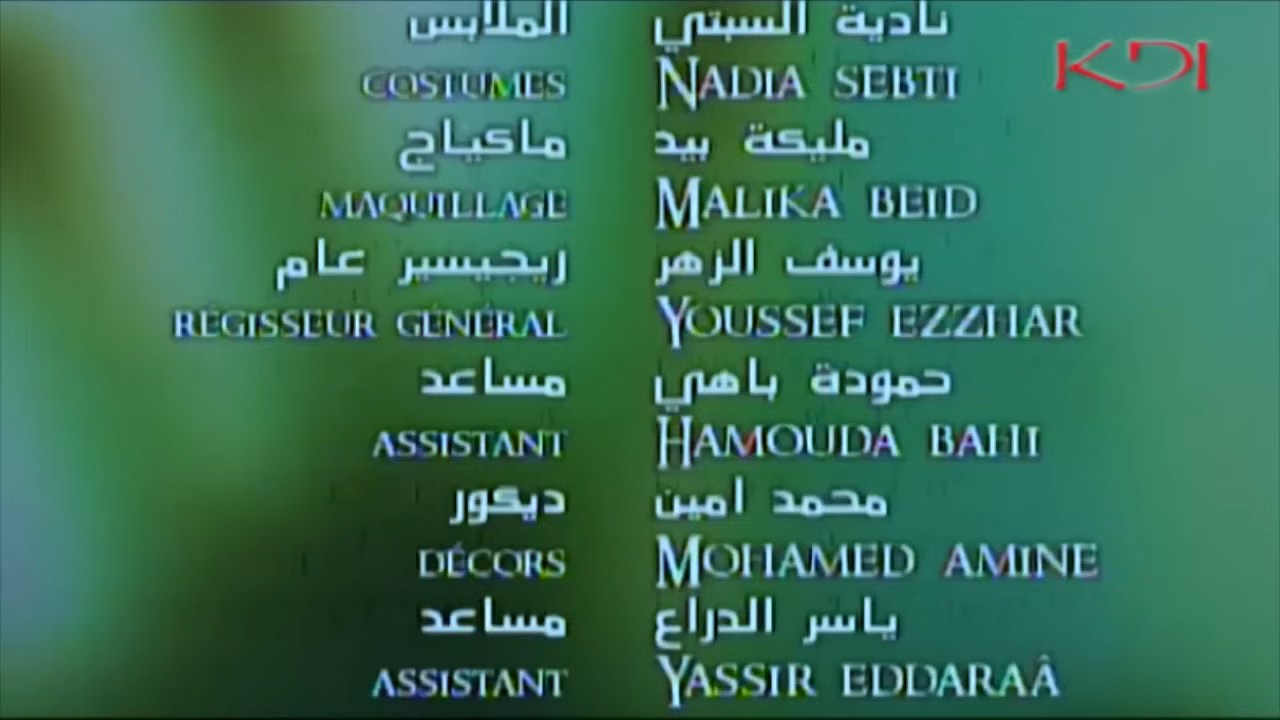 الملابس نادية السبتي
COSTUMES NADIA SEBTI
ماكياج مليكة بيد
MAQUILLAGE MALIKA BEID
ريجيسير عام يوسف الزهر
RÉGISSEUR GÉNÉRAL YOUSSEF EZZHAR
مساعد حمودة باهي
ASSISTANT HAMOUDA BAHI
ديكور محمد امين
DÉCORS MOHAMED AMINE
مساعد ياسر الدراع
ASSISTANT YASSIR EDDARAÂ
KDI